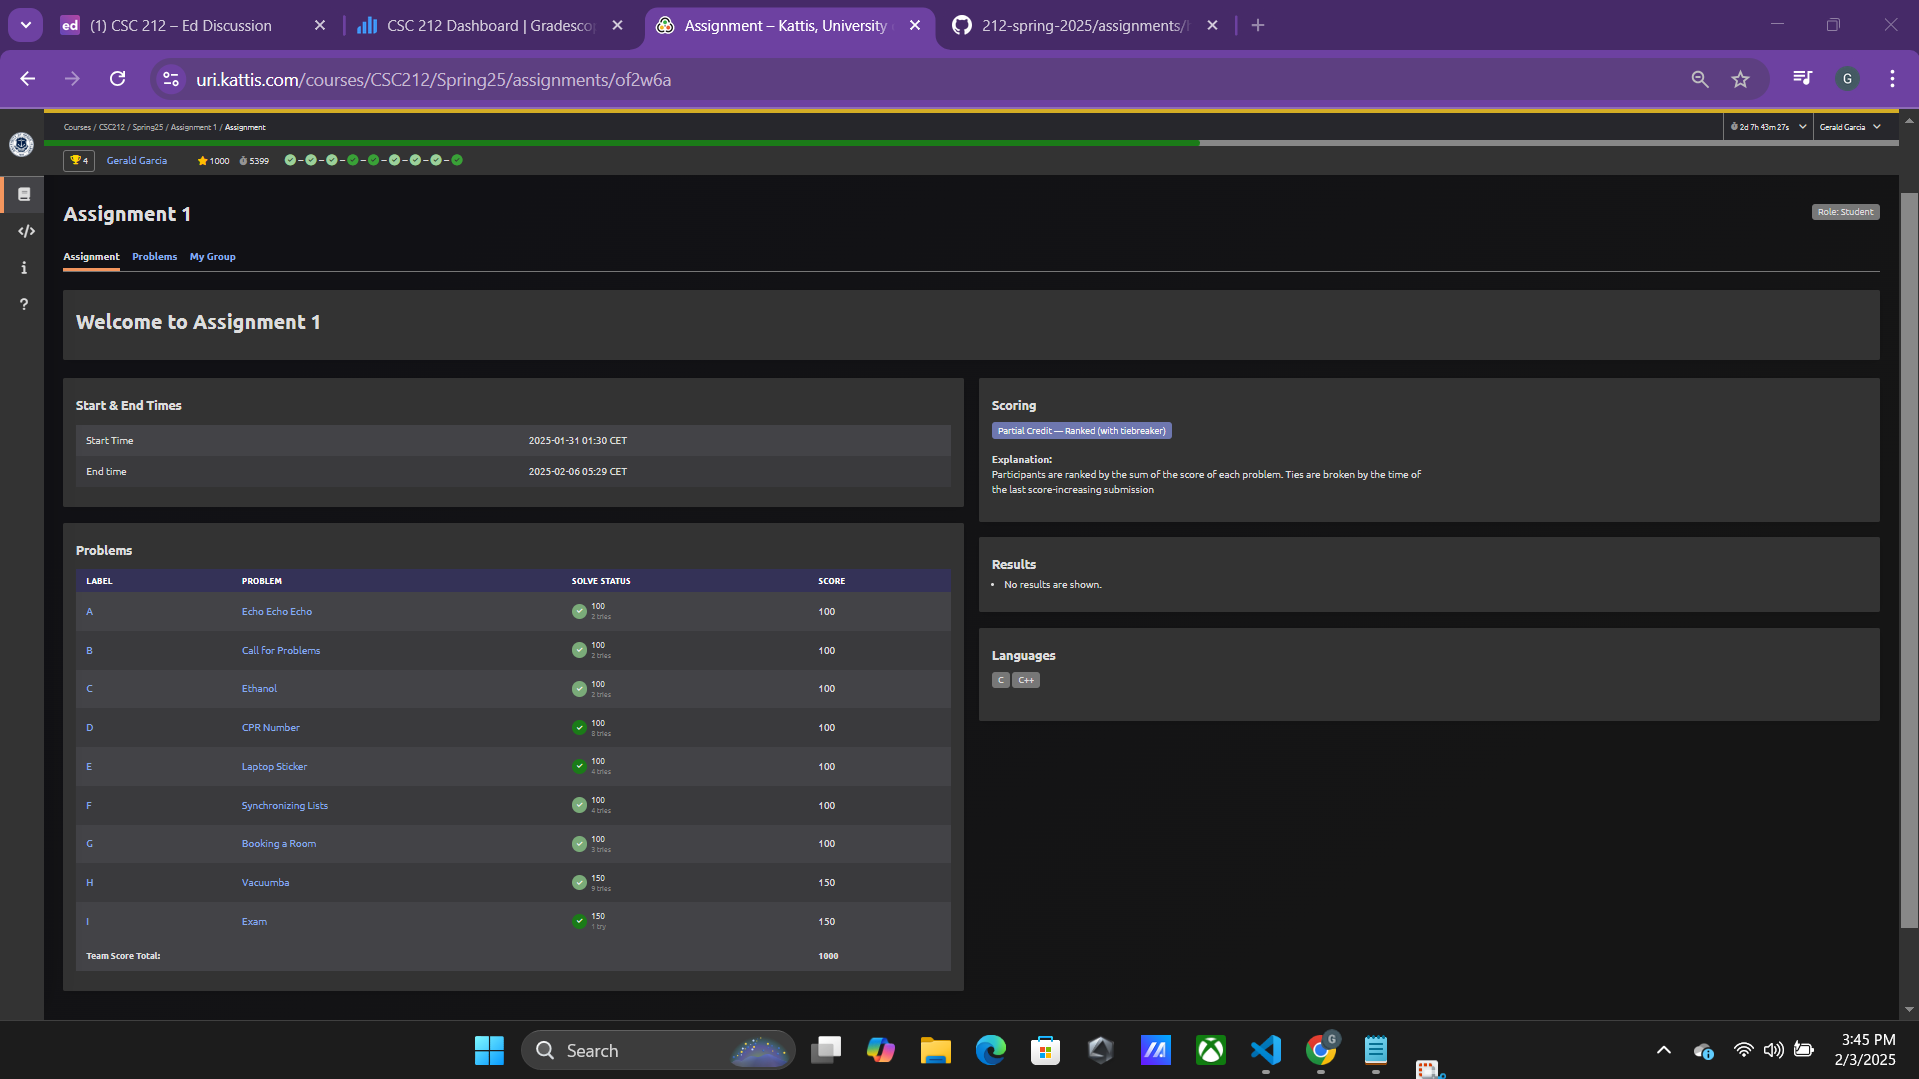 ed (1) CSC 212 – Ed Discussion
CSC 212 Dashboard | Gradesco
Assignment – Kattis, University
212-spring-2025/assignments/
uri.kattis.com/courses/CSC212/Spring25/assignments/of2w6a
G
Courses / CSC212 / Spring25 / Assignment 1 / Assignment
2d 7h 43m 27s
Gerald Garcia
4 Gerald Garcia 1000 5399
Assignment 1
Role: Student
Assignment Problems My Group
Welcome to Assignment 1
Start & End Times
Start Time 2025-01-31 01:30 CET
End time 2025-02-06 05:29 CET
Problems
LABEL PROBLEM SOLVE STATUS SCORE
A Echo Echo Echo 100 100
2 tries
B Call for Problems 100 100
2 tries
C Ethanol 100 100
2 tries
D CPR Number 100 100
8 tries
E Laptop Sticker 100 100
4 tries
F Synchronizing Lists 100 100
4 tries
G Booking a Room 100 100
3 tries
H Vacuumba 150 150
9 tries
I Exam 150 150
1 try
Team Score Total: 1000
Scoring
Partial Credit — Ranked (with tiebreaker)
Explanation:
Participants are ranked by the sum of the score of each problem. Ties are broken by the time of
the last score-increasing submission
Results
• No results are shown.
Languages
C C++
Search
G
3:45 PM
2/3/2025